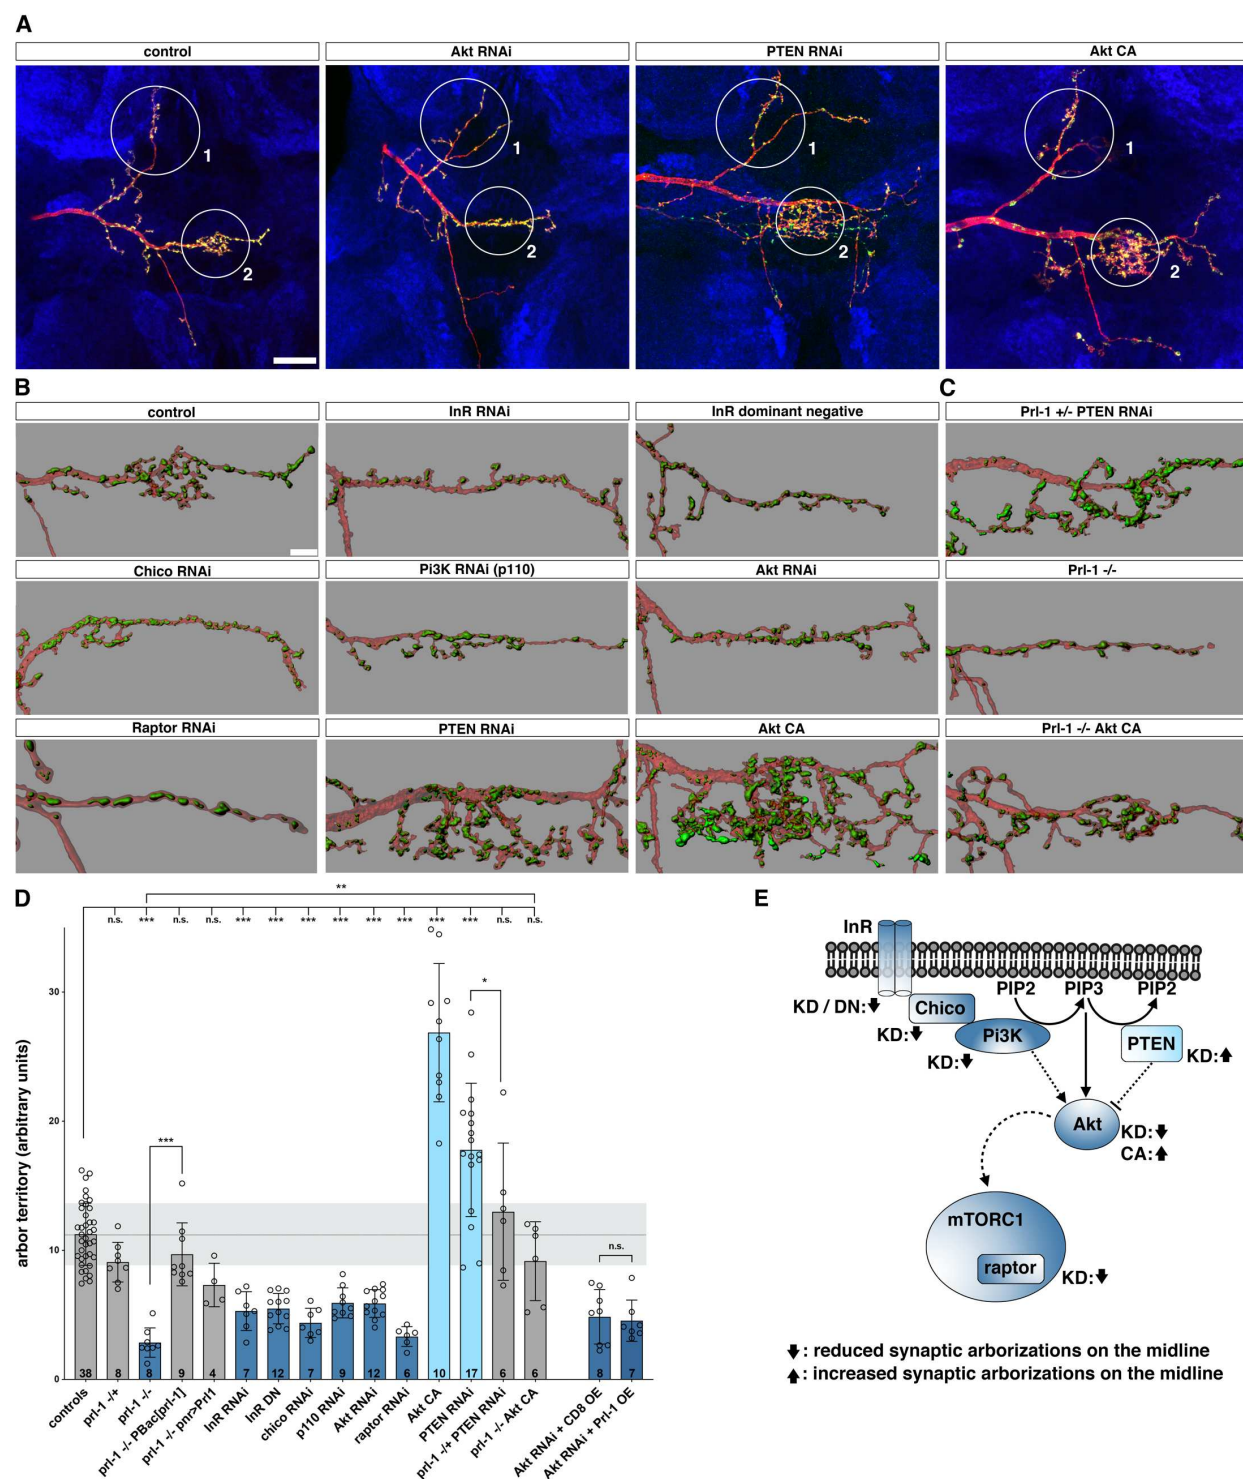 A
control
Akt RNAi
PTEN RNAi
Akt CA
1
2
1
2
1
2
1
2
B
C
control
InR RNAi
InR dominant negative
Prl-1 +/- PTEN RNAi
Chico RNAi
Pi3K RNAi (p110)
Akt RNAi
Prl-1 -/-
Raptor RNAi
PTEN RNAi
Akt CA
Prl-1 -/- Akt CA
D
**
n.s. *** n.s. n.s. *** *** *** *** *** *** *** *** n.s. n.s.
*
***
n.s.
arbor territory (arbitrary units)
30
20
10
0
38 8 8 9 4 7 12 7 9 12 6 10 17 6 6 8 7
controls
prl-1 -/+
prl-1 -/-
prl-1 -/- PBac[prl-1]
prl-1 -/- pnr>Prl1
InR RNAi
InR DN
chico RNAi
p110 RNAi
Akt RNAi
raptor RNAi
Akt CA
PTEN RNAi
prl-1 -/+ PTEN RNAi
prl-1 -/- Akt CA
Akt RNAi + CD8 OE
Akt RNAi + Prl-1 OE
E
InR
PIP2 PIP3 PIP2
KD / DN:
Chico
KD:
Pi3K
KD:
PTEN
KD:
Akt
KD:
CA:
mTORC1
raptor
KD:
: reduced synaptic arborizations on the midline
: increased synaptic arborizations on the midline